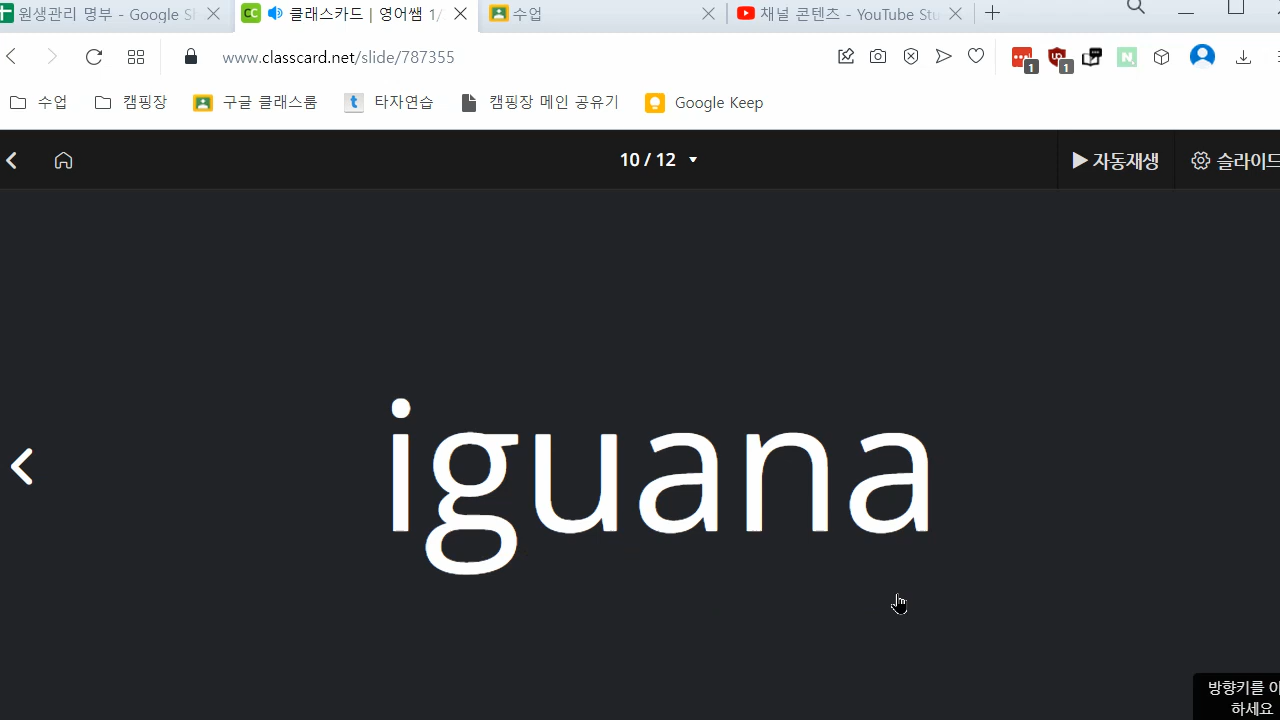 원생관리 명부 - Google S
클래스카드 | 영어쌤 1/
수업
채널 콘텐츠 - YouTube Stu
www.classcard.net/slide/787355
1
1
수업
캠핑장
구글 클래스룸
타자연습
캠핑장 메인 공유기
Google Keep
10 / 12
자동재생
슬라이드
iguana
방향키를 이
하세요